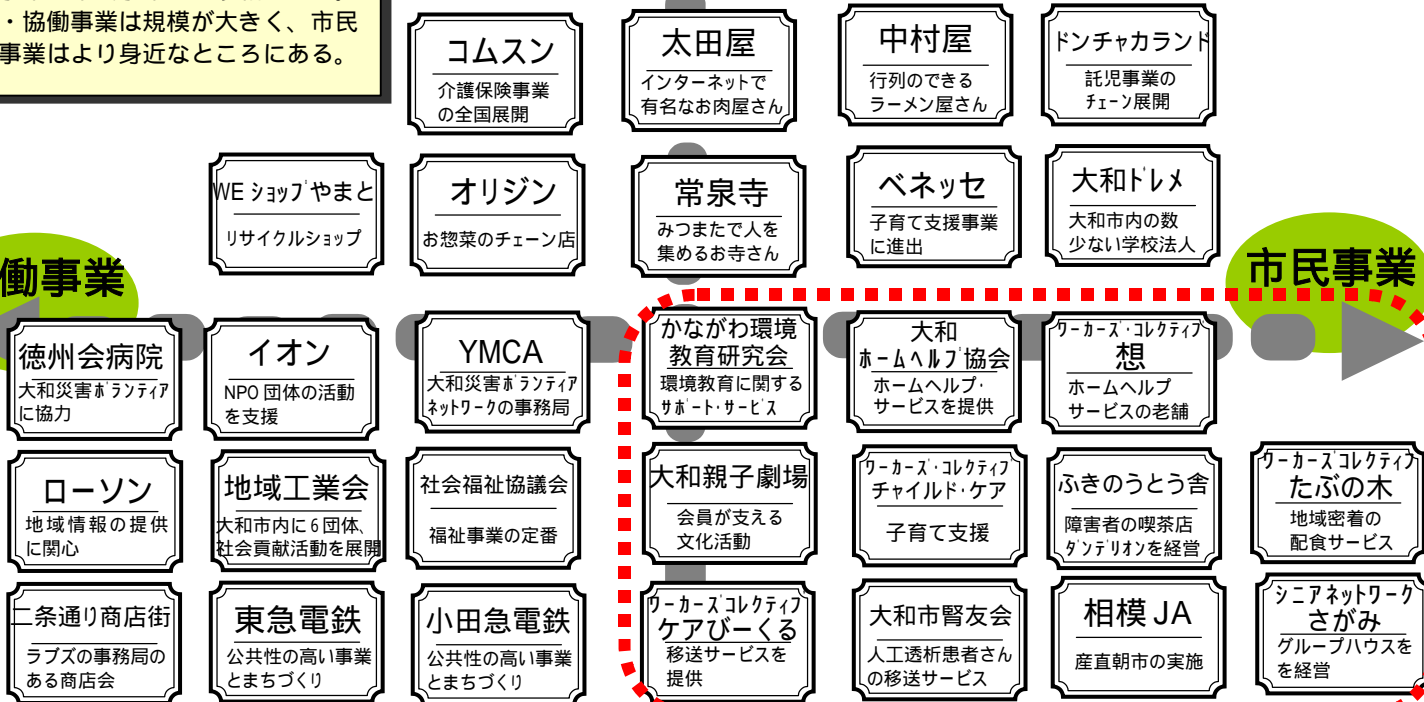 ・協働事業は規模が大きく、市民
事業はより身近なところにある。
コムスン
介護保険事業
の全国展開
太田屋
インターネットで
有名なお肉屋さん
中村屋
行列のできる
ラーメン屋さん
ドンチャカランド
託児事業の
チェーン展開
WEショップやまと
リサイクルショップ
オリジン
お惣菜のチェーン店
常泉寺
みつまたで人を
集めるお寺さん
ベネッセ
子育て支援事業
に進出
大和ドレメ
大和市内の数
少ない学校法人
働事業
市民事業
徳州会病院
大和災害ボランティア
に協力
イオン
NPO団体の活動
を支援
YMCA
大和災害ボランティア
ネットワークの事務局
かながわ環境
教育研究会
環境教育に関する
サポート・サービス
大和
ホームヘルプ協会
ホームヘルプ・
サービスを提供
ワーカーズ・コレクティブ
想
ホームヘルプ
サービスの老舗
ローソン
地域情報の提供
に関心
地域工業会
大和市内に6団体、
社会貢献活動を展開
社会福祉協議会
福祉事業の定番
大和親子劇場
会員が支える
文化活動
ワーカーズ・コレクティブ
チャイルド・ケア
子育て支援
ふきのうとう舎
障害者の喫茶店
ダンデリオンを経営
ワーカーズコレクティブ
たぶの木
地域密着の
配食サービス
二条通り商店街
ラブズの事務局の
ある商店会
東急電鉄
公共性の高い事業
とまちづくり
小田急電鉄
公共性の高い事業
とまちづくり
ワーカーズコレクティブ
ケアびーくる
移送サービスを
提供
大和市腎友会
人工透析患者さん
の移送サービス
相模JA
産直朝市の実施
シニアネットワーク
さがみ
グループハウスを
を経営